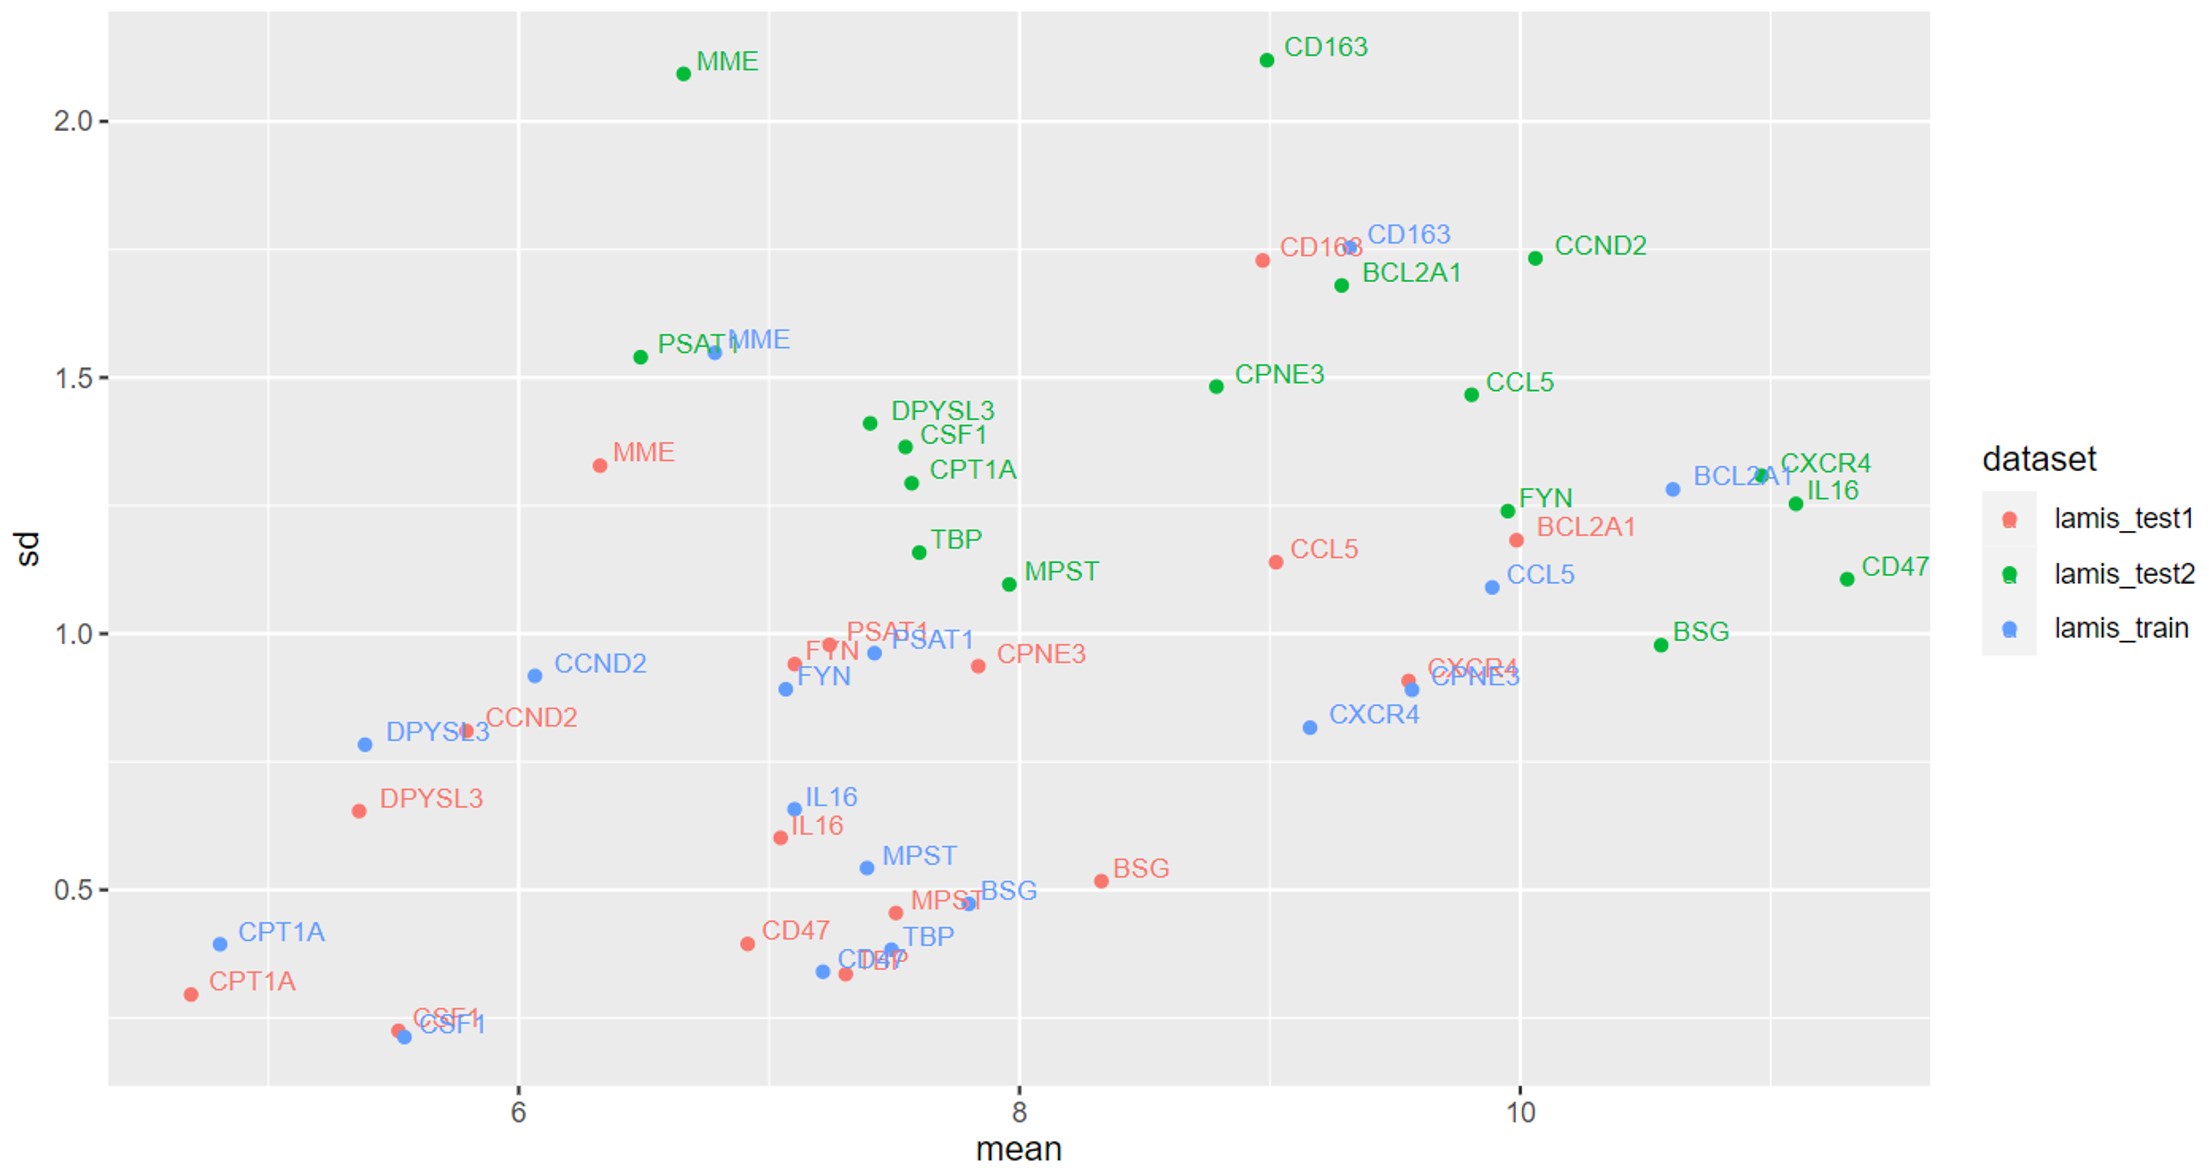 MME
CD163
2.0
CD163
CD163
CCND2
BCL2A1
PSAT1
MME
1.5
CPNE3
CCL5
DPYSL3
CSF1
MME
CPT1A
CXCR4
BCL2A1
IL16
FYN
BCL2A1
TBP
CCL5
MPST
CCL5
CD47
1.0
PSAT1
PSAT1
BSG
FYN
CPNE3
CCND2
FYN
CXCR4
CPNE3
CCND2
CXCR4
DPYSL3
DPYSL3
IL16
IL16
MPST
BSG
0.5
BSG
MPST
CPT1A
CD47
TBP
CD47
TBP
CPT1A
CSF1
CSF1
6
8
10
mean
sd
dataset
lamis_test1
lamis_test2
lamis_train